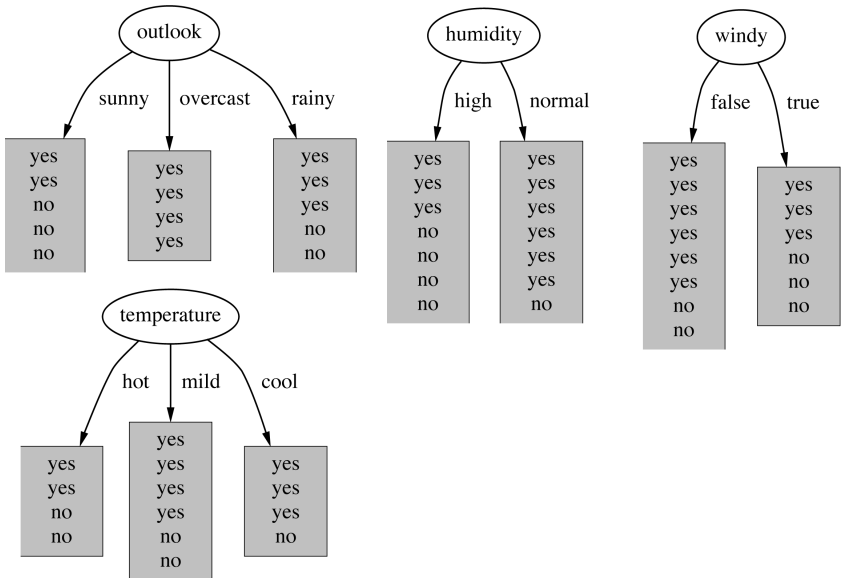 outlook
sunny
overcast
rainy
yes
yes
no
no
no
yes
yes
yes
yes
yes
yes
yes
no
no
humidity
high
normal
yes
yes
yes
no
no
no
no
yes
yes
yes
yes
yes
yes
no
windy
false
true
yes
yes
yes
yes
yes
yes
no
no
yes
yes
yes
no
no
no
temperature
hot
mild
cool
yes
yes
no
no
yes
yes
yes
yes
no
no
yes
yes
yes
no